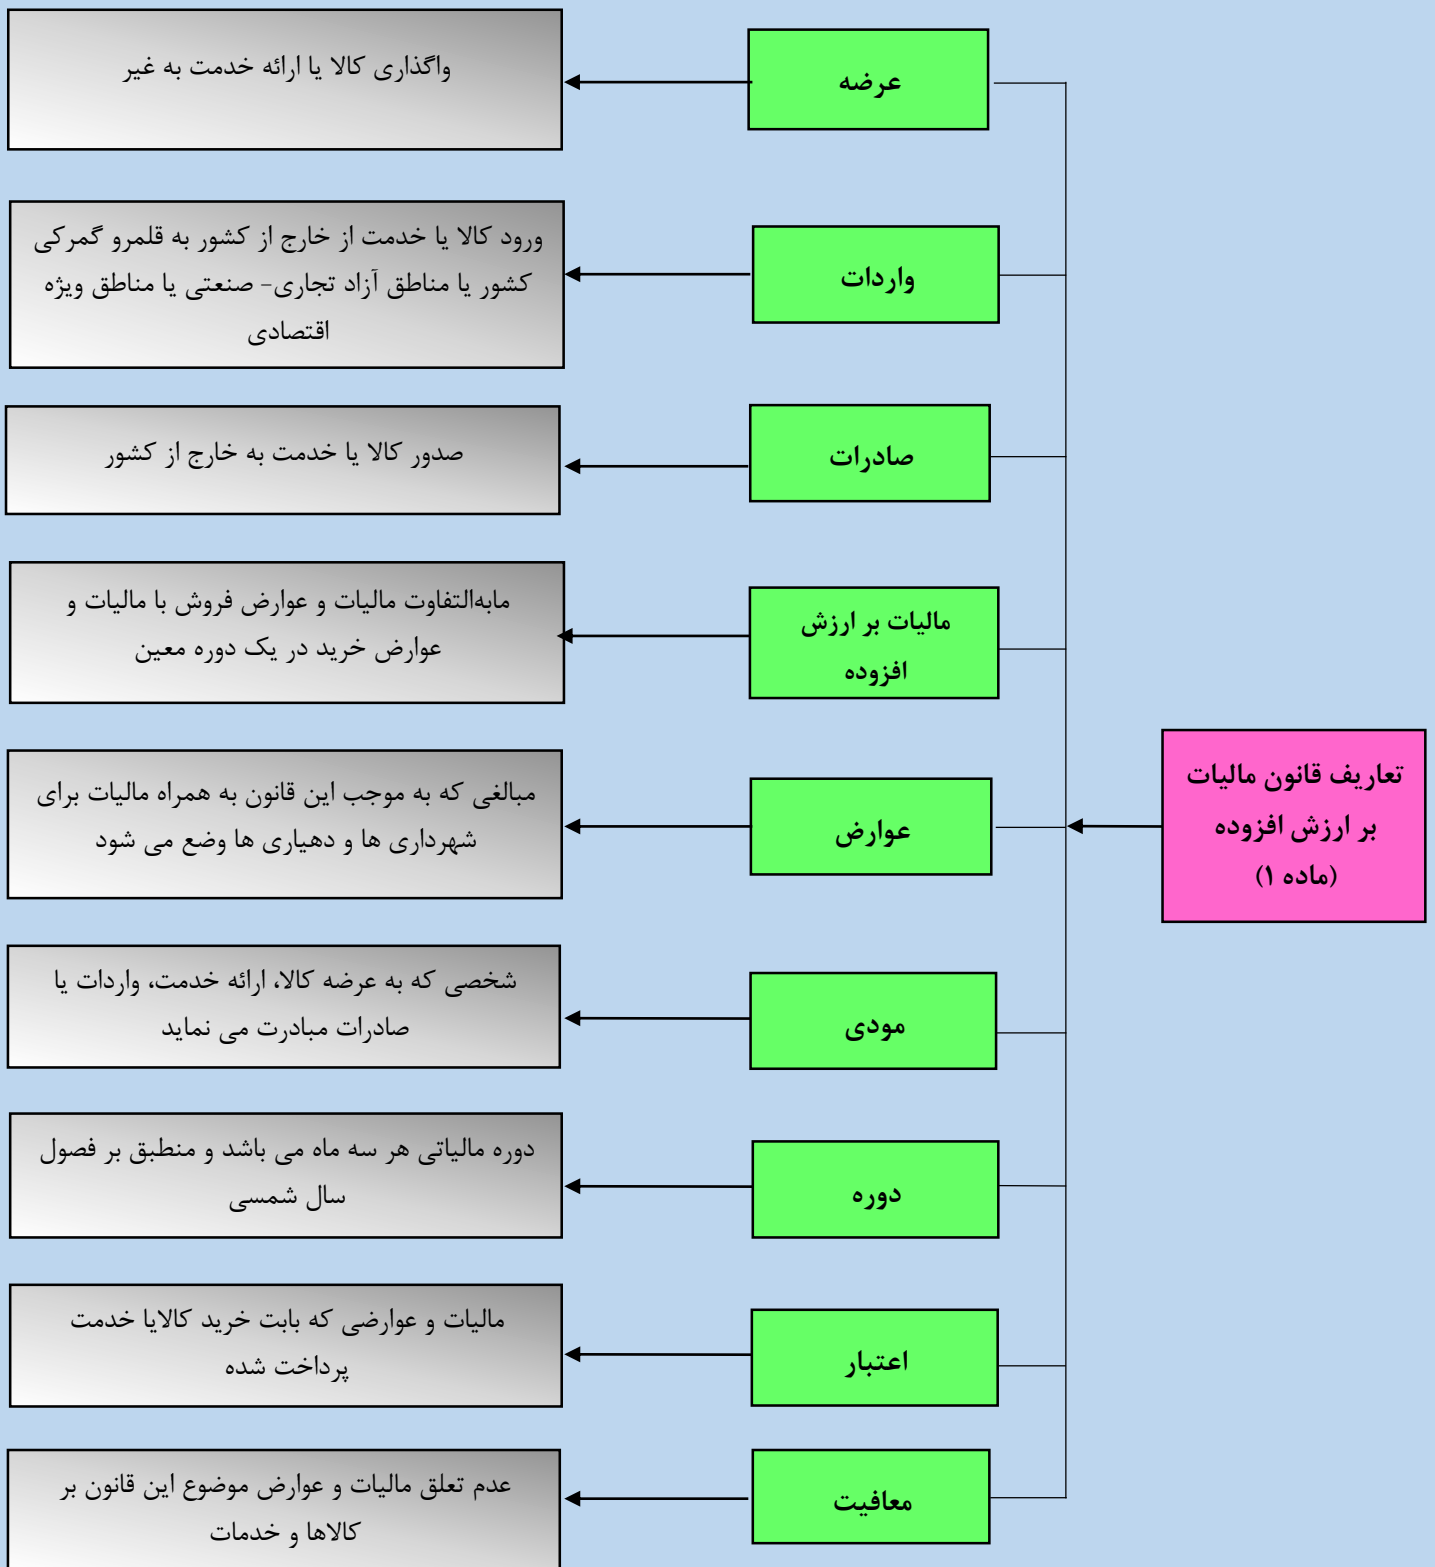 تعاریف قانون مالیات
بر ارزش افزوده
(ماده ۱)
عرضه
واگذاری کالا یا ارائه خدمت به غیر
واردات
ورود کالا یا خدمت از خارج از کشور به قلمرو گمرکی
کشور یا مناطق آزاد تجاری- صنعتی یا مناطق ویژه
اقتصادی
صادرات
صدور کالا یا خدمت به خارج از کشور
مالیات بر ارزش
افزوده
مابه‌التفاوت مالیات و عوارض فروش با مالیات و
عوارض خرید در یک دوره معین
عوارض
مبالغی که به موجب این قانون به همراه مالیات برای
شهرداری ها و دهیاری ها وضع می شود
مودی
شخصی که به عرضه کالا، ارائه خدمت، واردات یا
صادرات مبادرت می نماید
دوره
دوره مالیاتی هر سه ماه می باشد و منطبق بر فصول
سال شمسی
اعتبار
مالیات و عوارضی که بابت خرید کالایا خدمت
پرداخت شده
معافیت
عدم تعلق مالیات و عوارض موضوع این قانون بر
کالاها و خدمات